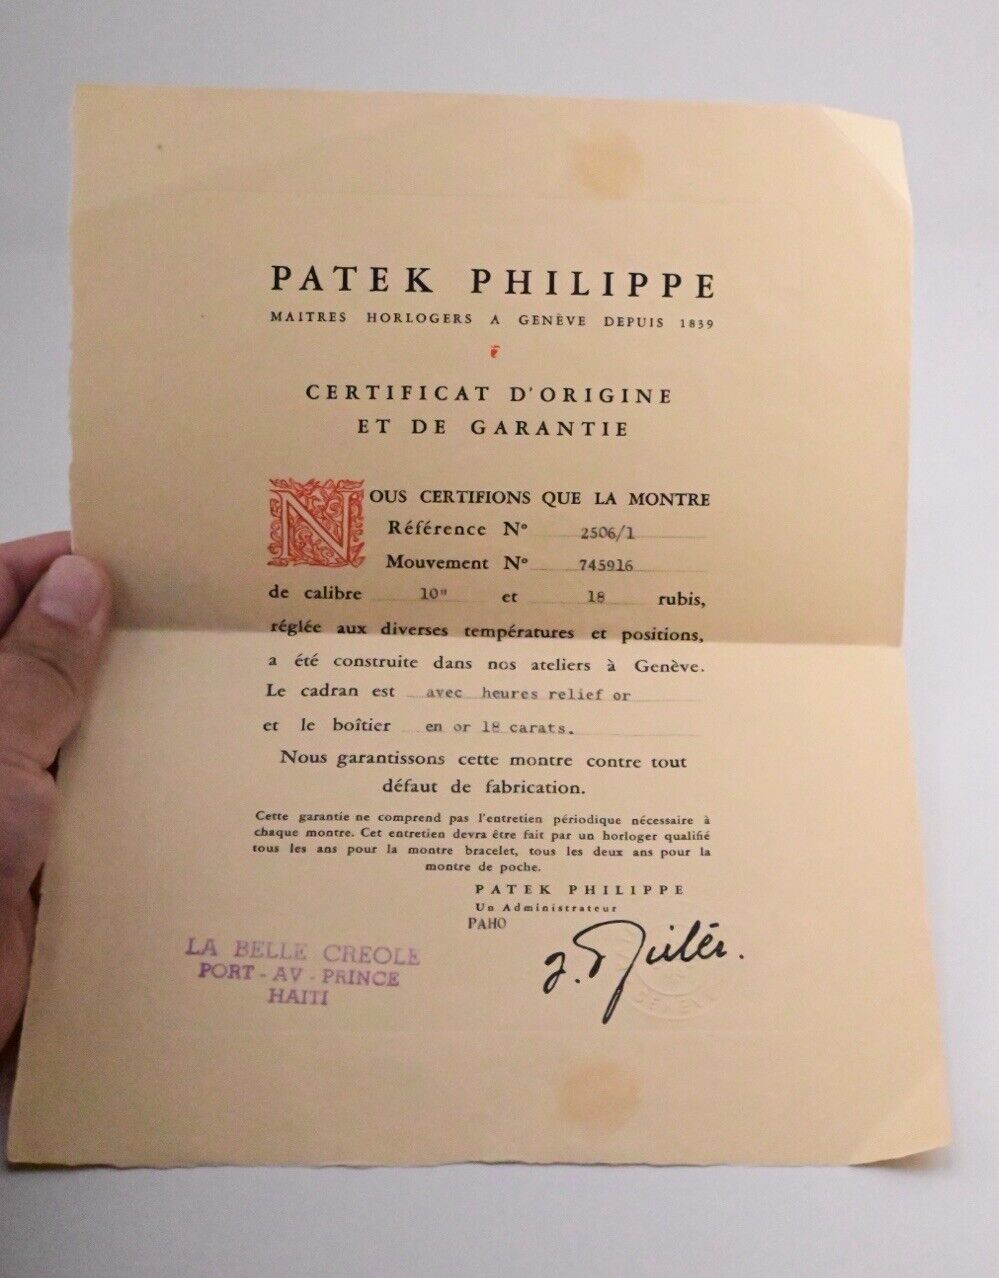 PATEK PHILIPPE
MAITRES HORLOGERS A GENÈVE DEPUIS 1839
CERTIFICAT D'ORIGINE
ET DE GARANTIE
NOUS CERTIFIONS QUE LA MONTRE
Référence Nº 2506/1
Mouvement Nº 745916
de calibre 10" et 18 rubis,
réglée aux diverses températures et positions,
a été construite dans nos ateliers à Genève.
Le cadran est avec heures relief or
et le boîtier en or 18 carats.
Nous garantissons cette montre contre tout
défaut de fabrication.
Cette garantie ne comprend pas l'entretien périodique nécessaire à
chaque montre. Cet entretien devra être fait par un horloger qualifié
tous les ans pour la montre bracelet, tous les deux ans pour la
montre de poche.
PATEK PHILIPPE
Un Administrateur
PAHO
LA BELLE CREOLE
PORT-AV-PRINCE
HAITI